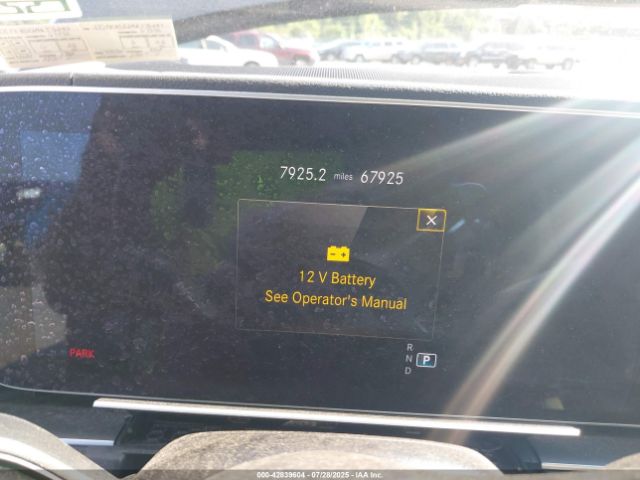 7925.2 miles 67925
12 V Battery
See Operator's Manual
PARK
R
N P
D
000-42839604 | 07/28/2025 | IAA, Inc.